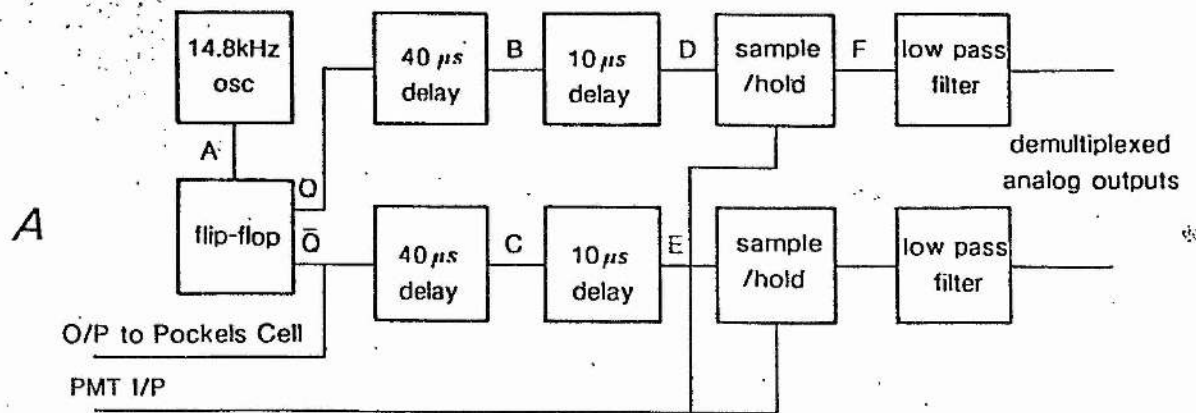 14.8kHz
osc
40 μs
delay
B
10 μs
delay
D
sample
/hold
F
low pass
filter
A
Q
demultiplexed
analog outputs
A
flip-flop
Q̄
40 μs
delay
C
10 μs
delay
E
sample
/hold
low pass
filter
O/P to Pockels Cell
PMT I/P